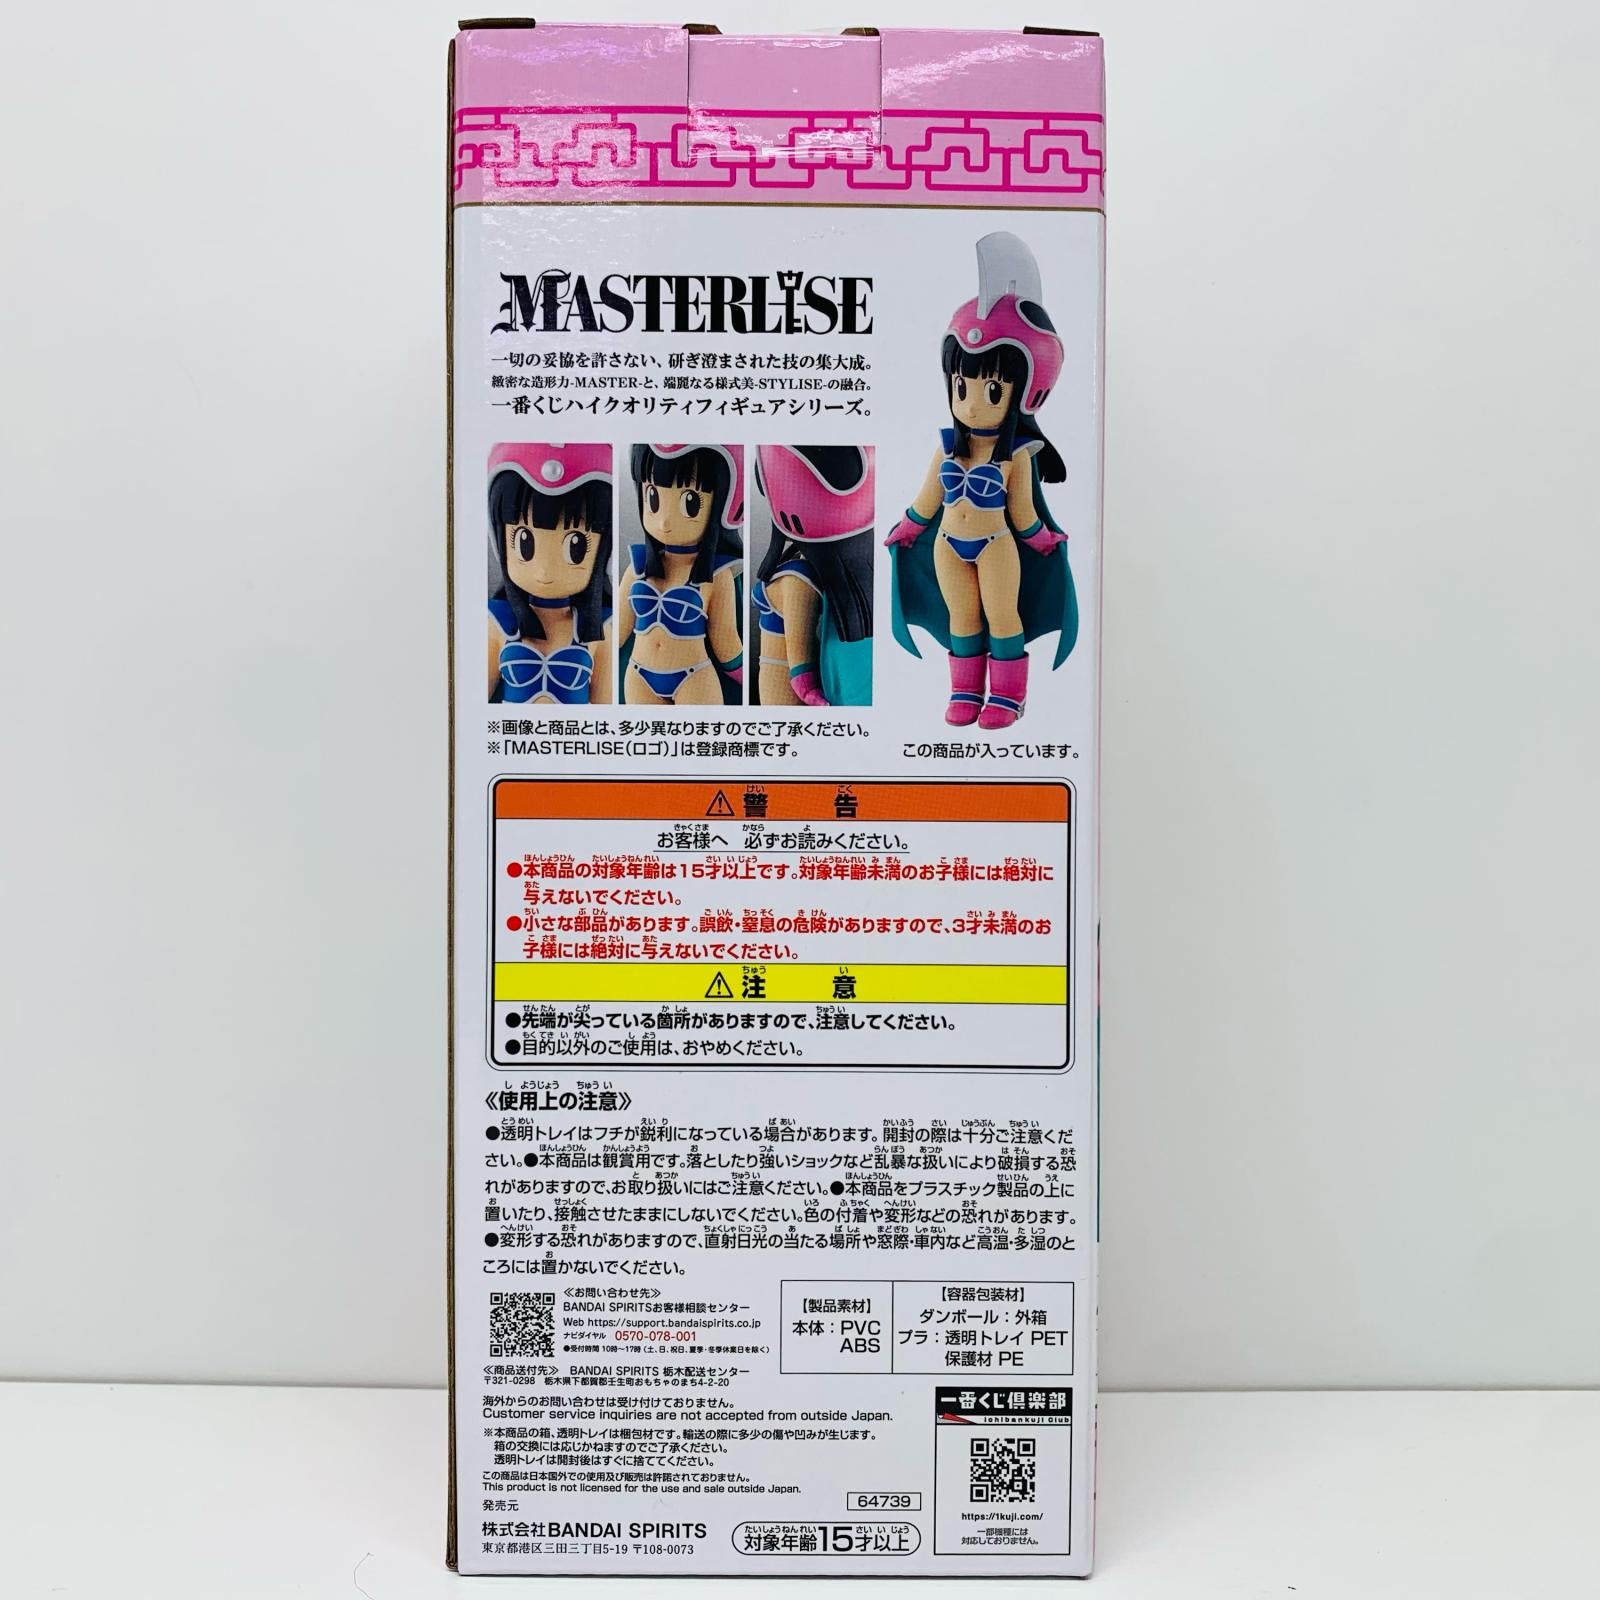 MASTERLISE
一切の妥協を許さない、研ぎ澄まされた技の集大成。
緻密な造形力-MASTER-と、端麗なる様式美-STYLISE-の融合。
一番くじハイクオリティフィギュアシリーズ。
※画像と商品とは、多少異なりますのでご了承ください。
※「MASTERLISE(ロゴ)」は登録商標です。
この商品が入っています。
⚠警告
お客様へ 必ずお読みください。
●本商品の対象年齢は15才以上です。対象年齢未満のお子様には絶対に
与えないでください。
●小さな部品があります。誤飲・窒息の危険がありますので、3才未満のお
子様には絶対に与えないでください。
⚠注意
●先端が尖っている箇所がありますので、注意してください。
●目的以外のご使用は、おやめください。
《使用上の注意》
●透明トレイはフチが鋭利になっている場合があります。開封の際は十分ご注意くだ
さい。●本商品は観賞用です。落としたり強いショックなど乱暴な扱いにより破損する恐
れがありますので、お取り扱いにはご注意ください。●本商品をプラスチック製品の上に
置いたり、接触させたままにしないでください。色の付着や変形などの恐れがあります。
●変形する恐れがありますので、直射日光の当たる場所や窓際・車内など高温・多湿のと
ころには置かないでください。
≪お問い合わせ先≫
BANDAI SPIRITSお客様相談センター
Web https://support.bandaispirits.co.jp
ナビダイヤル 0570-078-001
●受付時間 10時〜17時(土、日、祝日、夏季・冬季休業日を除く)
≪商品送付先≫ BANDAI SPIRITS 栃木配送センター
〒321-0298 栃木県下都賀郡壬生町おもちゃのまち4-2-20
【製品素材】
本体:PVC
ABS
【容器包装材】
ダンボール:外箱
プラ:透明トレイ PET
保護材 PE
海外からのお問い合わせは受け付けておりません。
Customer service inquiries are not accepted from outside Japan.
※本商品の箱、透明トレイは梱包材です。輸送の際に多少の傷や凹みが生じます。
箱の交換には応じかねますのでご了承ください。
透明トレイは開封後はすぐに捨ててください。
この商品は日本国外での使用及び販売は許諾されておりません。
This product is not licensed for the use and sale outside Japan.
発売元
64739
株式会社BANDAI SPIRITS
東京都港区三田三丁目5-19 〒108-0073
対象年齢15才以上
一番くじ倶楽部
ichibankuji Club
https://1kuji.com/
一部機種には
対応しておりません。